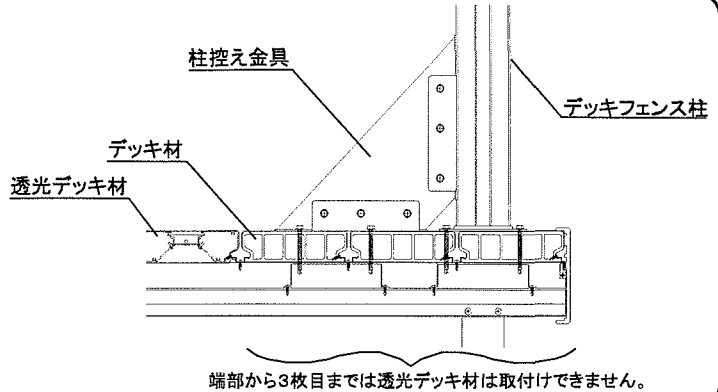 柱控え金具
デッキフェンス柱
デッキ材
透光デッキ材
端部から3枚目までは透光デッキ材は取付けできません。